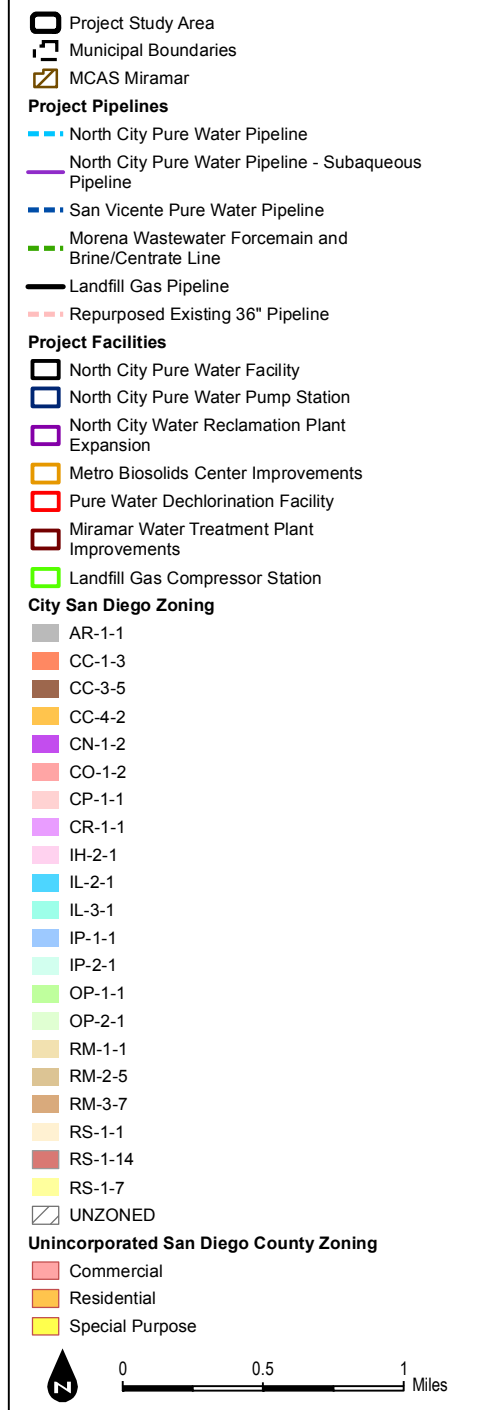 Project Study Area
Municipal Boundaries
MCAS Miramar
Project Pipelines
North City Pure Water Pipeline
North City Pure Water Pipeline - Subaqueous
Pipeline
San Vicente Pure Water Pipeline
Morena Wastewater Forcemain and
Brine/Centrate Line
Landfill Gas Pipeline
Repurposed Existing 36" Pipeline
Project Facilities
North City Pure Water Facility
North City Pure Water Pump Station
North City Water Reclamation Plant
Expansion
Metro Biosolids Center Improvements
Pure Water Dechlorination Facility
Miramar Water Treatment Plant
Improvements
Landfill Gas Compressor Station
City San Diego Zoning
AR-1-1
CC-1-3
CC-3-5
CC-4-2
CN-1-2
CO-1-2
CP-1-1
CR-1-1
IH-2-1
IL-2-1
IL-3-1
IP-1-1
IP-2-1
OP-1-1
OP-2-1
RM-1-1
RM-2-5
RM-3-7
RS-1-1
RS-1-14
RS-1-7
UNZONED
Unincorporated San Diego County Zoning
Commercial
Residential
Special Purpose
0 0.5 1
Miles
N